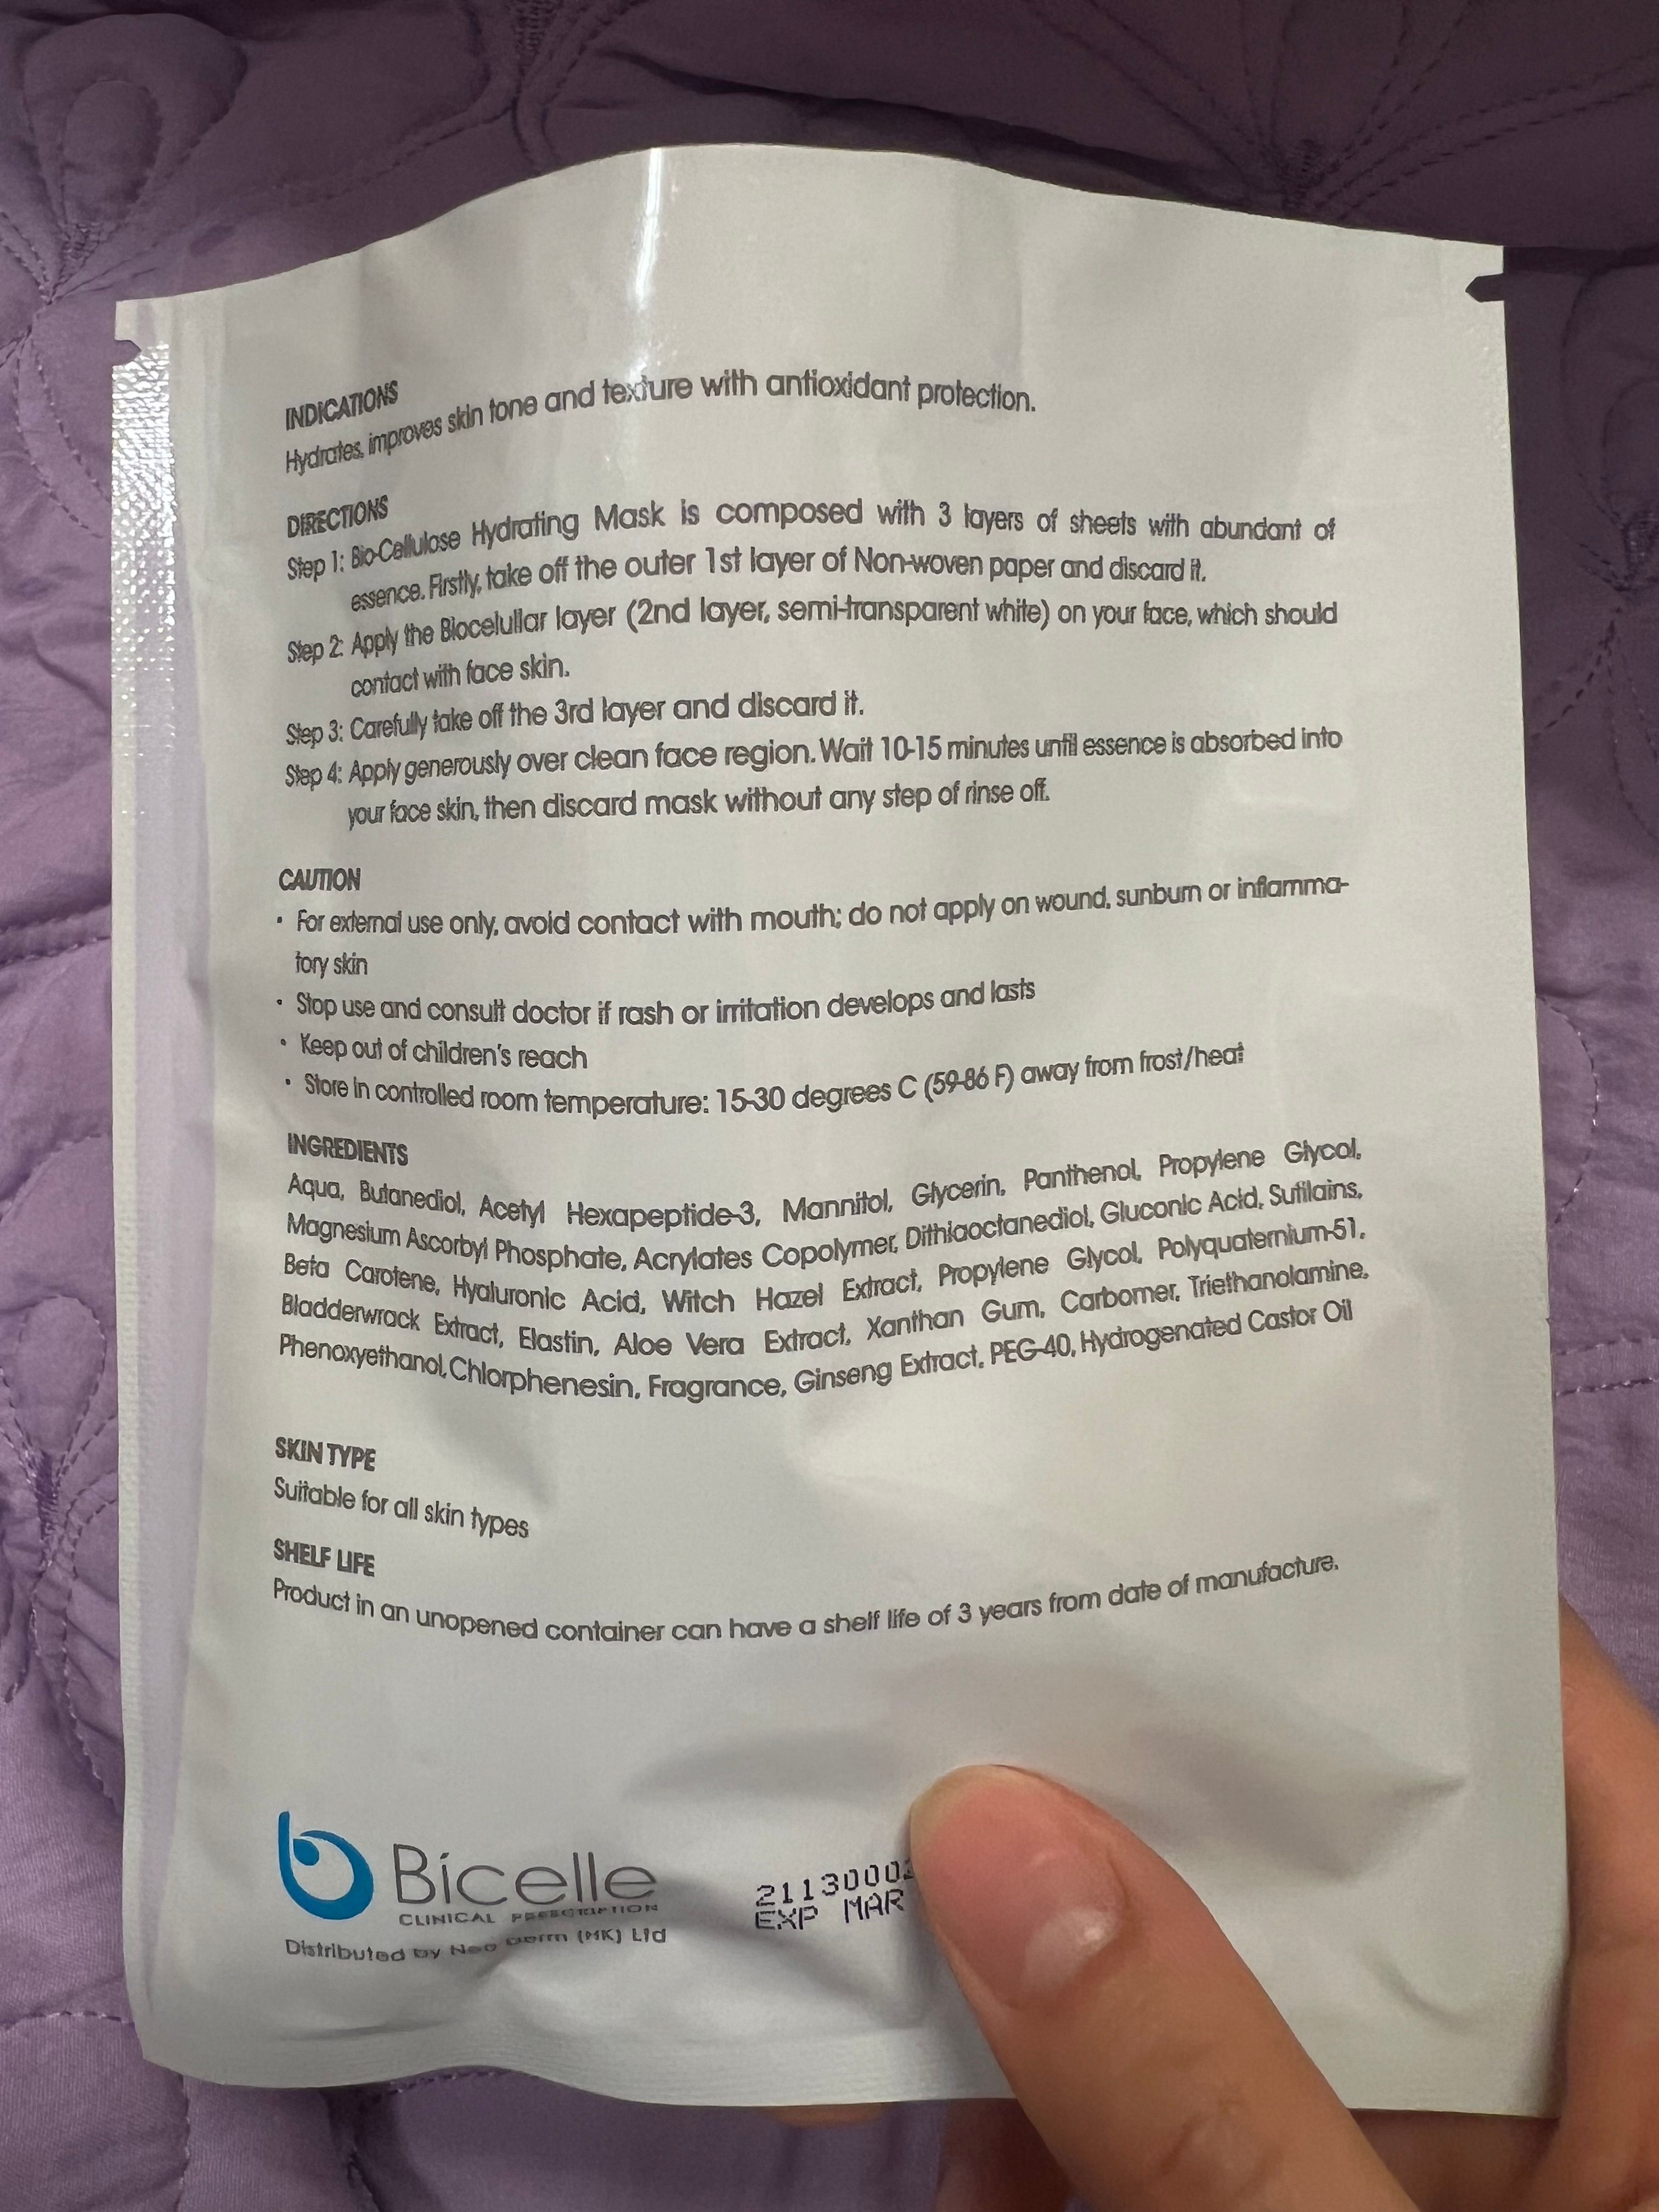 INDICATIONS
Hydrates, improves skin tone and texture with antioxidant protection.
DIRECTIONS
Step 1: Bio-Cellulose Hydrating Mask is composed with 3 layers of sheets with abundant of
essence. Firstly, take off the outer 1st layer of Non-woven paper and discard it.
Step 2: Apply the Biocelullar layer (2nd layer, semi-transparent white) on your face, which should
contact with face skin.
Step 3: Carefully take off the 3rd layer and discard it.
Step 4: Apply generously over clean face region. Wait 10-15 minutes until essence is absorbed into
your face skin, then discard mask without any step of rinse off.
CAUTION
• For external use only, avoid contact with mouth; do not apply on wound, sunburn or inflamma-
tory skin
• Stop use and consult doctor if rash or irritation develops and lasts
• Keep out of children's reach
• Store in controlled room temperature: 15-30 degrees C (59-86 F) away from frost/heat
INGREDIENTS
Aqua, Butanediol, Acetyl Hexapeptide-3, Mannitol, Glycerin, Panthenol, Propylene Glycol,
Magnesium Ascorbyl Phosphate, Acrylates Copolymer, Dithiaoctanediol, Gluconic Acid, Sutilains,
Beta Carotene, Hyaluronic Acid, Witch Hazel Extract, Propylene Glycol, Polyquaternium-51,
Bladderwrack Extract, Elastin, Aloe Vera Extract, Xanthan Gum, Carbomer, Triethanolamine,
Phenoxyethanol, Chlorphenesin, Fragrance, Ginseng Extract, PEG-40, Hydrogenated Castor Oil
SKIN TYPE
Suitable for all skin types
SHELF LIFE
Product in an unopened container can have a shelf life of 3 years from date of manufacture.
Bicelle
CLINICAL PRESCRIPTION
Distributed by Neo Derm (HK) Ltd
2113000
EXP MAR